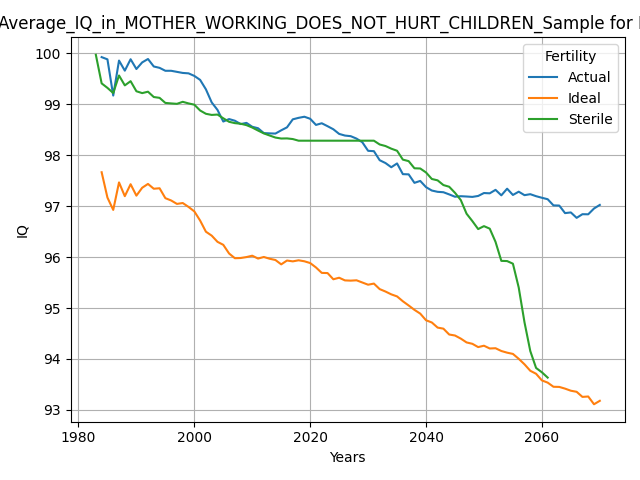 Average_IQ_in_MOTHER_WORKING_DOES_NOT_HURT_CHILDREN_Sample for
100
99
98
97
96
95
94
93
IQ
Fertility
Actual
Ideal
Sterile
1980
2000
2020
2040
2060
Years